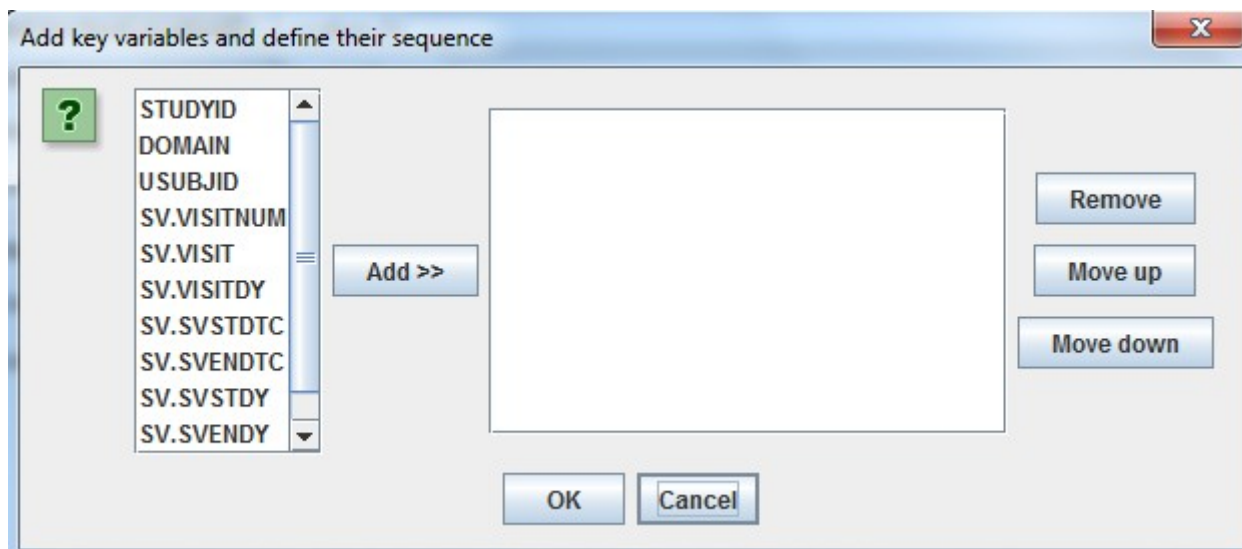 Add key variables and define their sequence
?
STUDYID
DOMAIN
USUBJID
SV.VISITNUM
SV.VISIT
SV.VISITDY
SV.SVSTDTC
SV.SVENDTC
SV.SVSTDY
SV.SVENDY
Add >>
Remove
Move up
Move down
OK
Cancel